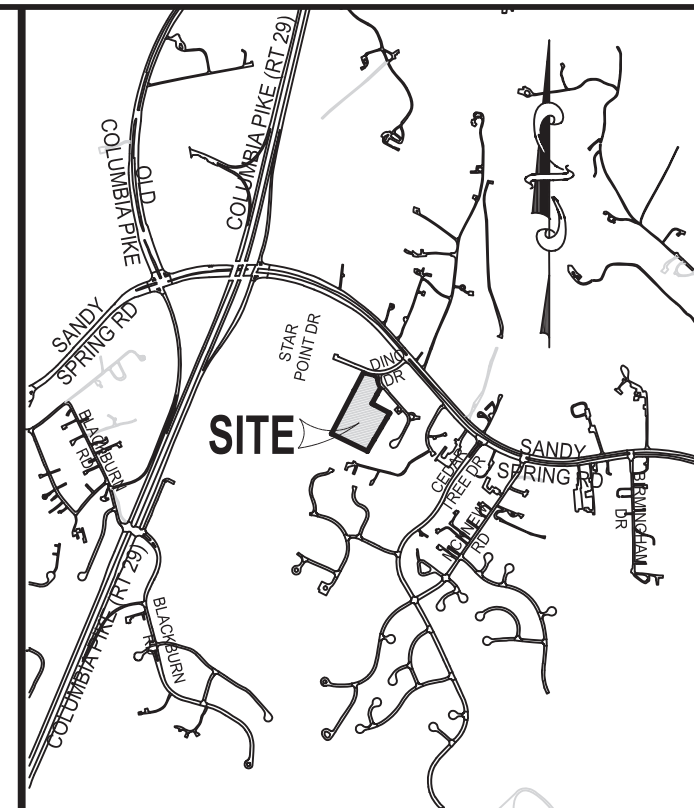 COLUMBIA PIKE (RT 29)
OLD
COLUMBIA PIKE
SANDY
SPRING RD
STAR
POINT DR
DINO
DR
SITE
BLACKBURN
RD
CEDAR
TREE DR
SANDY
SPRING RD
MCKNEW
RD
BIRMINGHAM
DR
COLUMBIA PIKE (RT 29)
BLACKBURN
RD